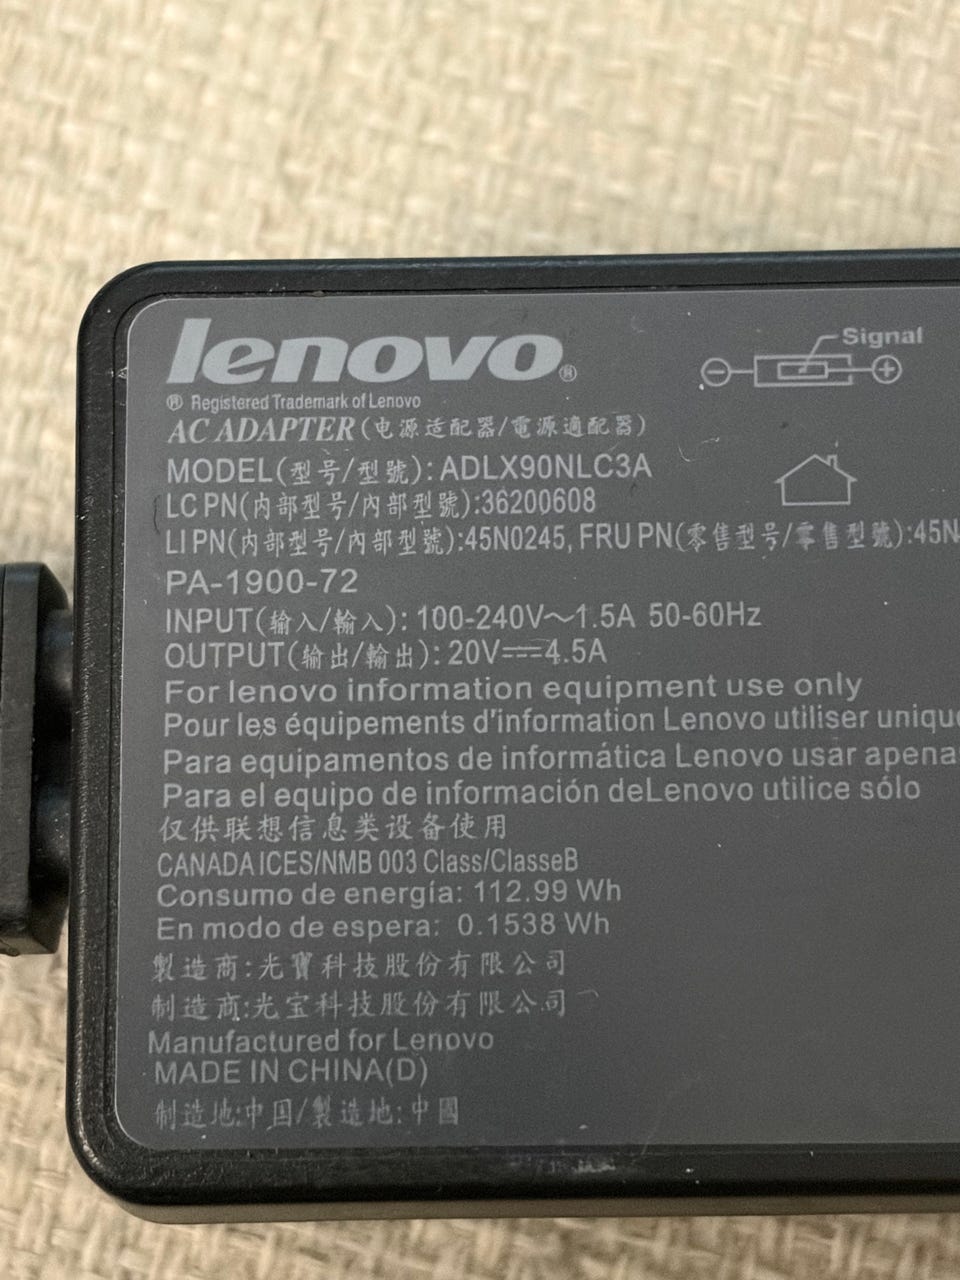 lenovo®
® Registered Trademark of Lenovo
Signal
AC ADAPTER(电源适配器/電源適配器)
MODEL(型号/型號): ADLX90NLC3A
LC PN(内部型号/內部型號):36200608
LI PN(内部型号/內部型號):45N0245, FRU PN(零售型号/零售型號):45N
PA-1900-72
INPUT(输入/輸入): 100-240V～1.5A 50-60Hz
OUTPUT(输出/輸出): 20V⎓4.5A
For lenovo information equipment use only
Pour les équipements d'information Lenovo utiliser unique
Para equipamentos de informática Lenovo usar apena
Para el equipo de información deLenovo utilice sólo
仅供联想信息类设备使用
CANADA ICES/NMB 003 Class/ClasseB
Consumo de energía: 112.99 Wh
En modo de espera: 0.1538 Wh
製造商:光寶科技股份有限公司
制造商:光宝科技股份有限公司
Manufactured for Lenovo
MADE IN CHINA(D)
制造地:中国/製造地:中國